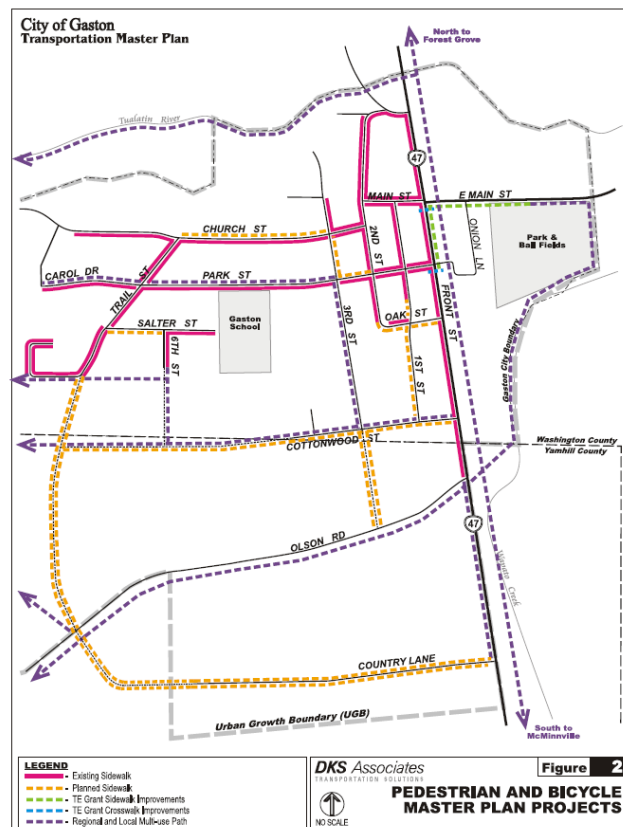 City of Gaston
Transportation Master Plan
North to
Forest Grove
Tualatin River
47
MAIN ST
E MAIN ST
CHURCH ST
2ND ST
ONION LN
Park &
Ball Fields
CAROL DR
PARK ST
TRAIL ST
FRONT ST
Gaston
School
3RD ST
OAK ST
SALTER ST
6TH ST
1ST ST
Gaston City Boundary
COTTONWOOD ST
Washington County
Yamhill County
47
OLSON RD
Wapato Creek
COUNTRY LANE
Urban Growth Boundary (UGB)
South to
McMinnville
LEGEND
- Existing Sidewalk
- Planned Sidewalk
- TE Grant Sidewalk Improvements
- TE Grant Crosswalk Improvements
- Regional and Local Multi-use Path
DKS Associates
TRANSPORTATION SOLUTIONS
NO SCALE
Figure 2
PEDESTRIAN AND BICYCLE
MASTER PLAN PROJECTS